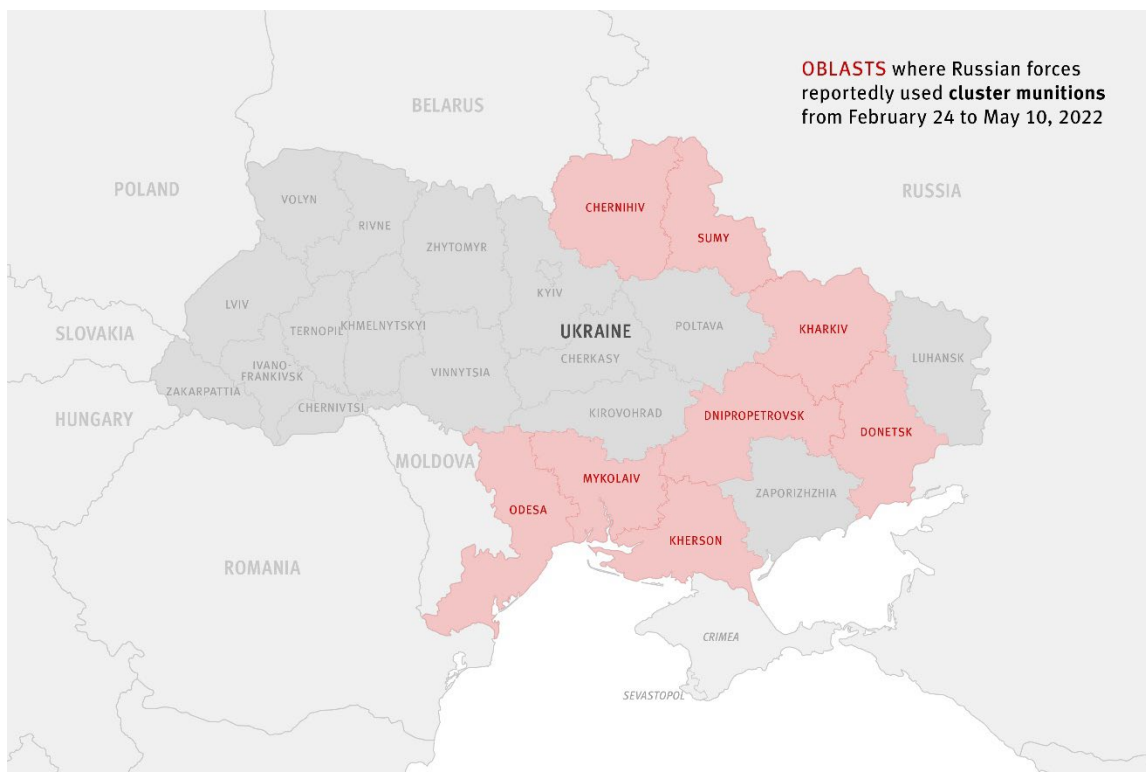 OBLASTS where Russian forces
reportedly used cluster munitions
from February 24 to May 10, 2022
BELARUS
POLAND
RUSSIA
VOLYN
RIVNE
ZHYTOMYR
CHERNIHIV
SUMY
KYIV
LVIV
TERNOPIL
KHMELNYTSKYI
UKRAINE
POLTAVA
KHARKIV
LUHANSK
SLOVAKIA
CHERKASY
IVANO-
FRANKIVSK
VINNYTSIA
ZAKARPATTIA
CHERNIVTSI
KIROVOHRAD
DNIPROPETROVSK
DONETSK
HUNGARY
MOLDOVA
MYKOLAIV
ZAPORIZHZHIA
ODESA
KHERSON
ROMANIA
CRIMEA
SEVASTOPOL